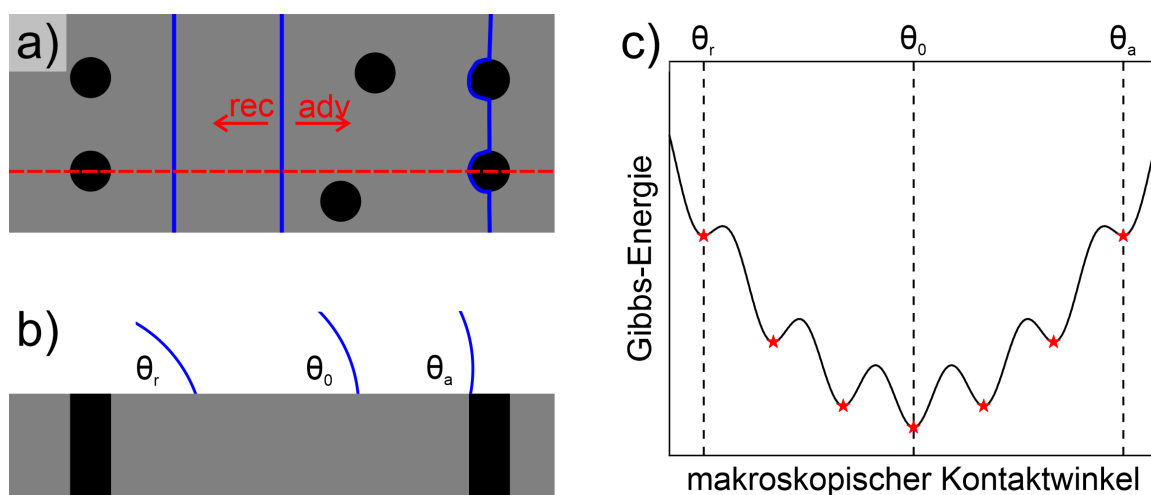 a)
rec adv
b)
θr
θ0
θa
c)
θr
θ0
θa
Gibbs-Energie
makroskopischer Kontaktwinkel